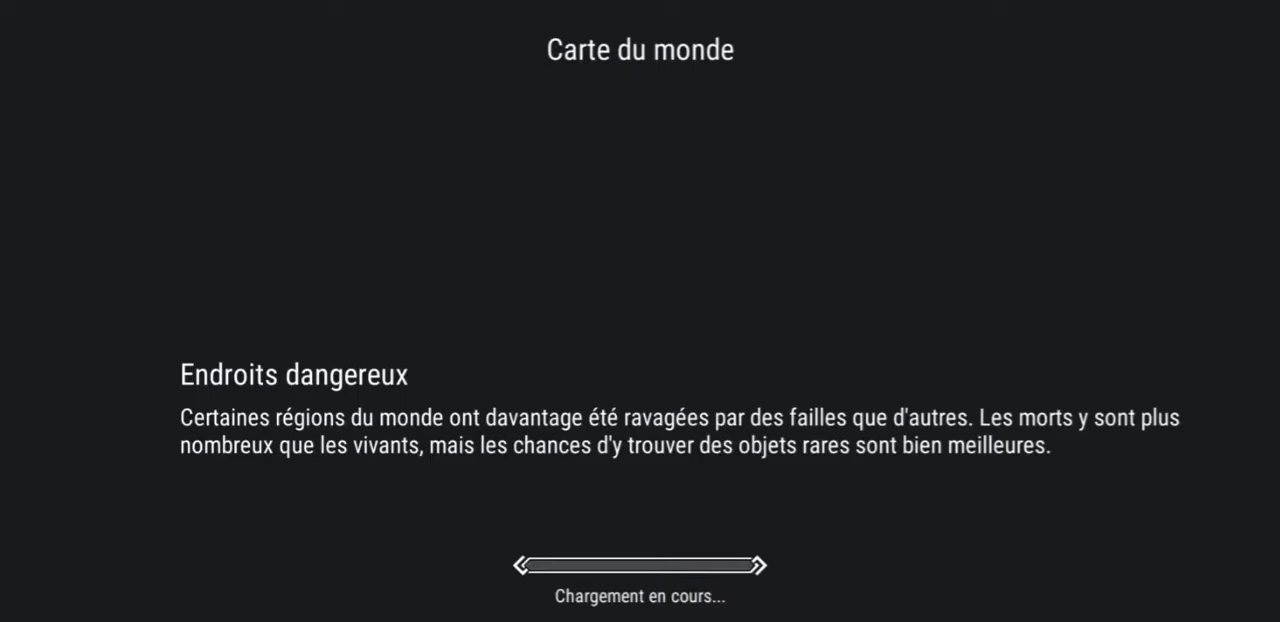 Carte du monde
Endroits dangereux
Certaines régions du monde ont davantage été ravagées par des failles que d'autres. Les morts y sont plus
nombreux que les vivants, mais les chances d'y trouver des objets rares sont bien meilleures.
Chargement en cours...